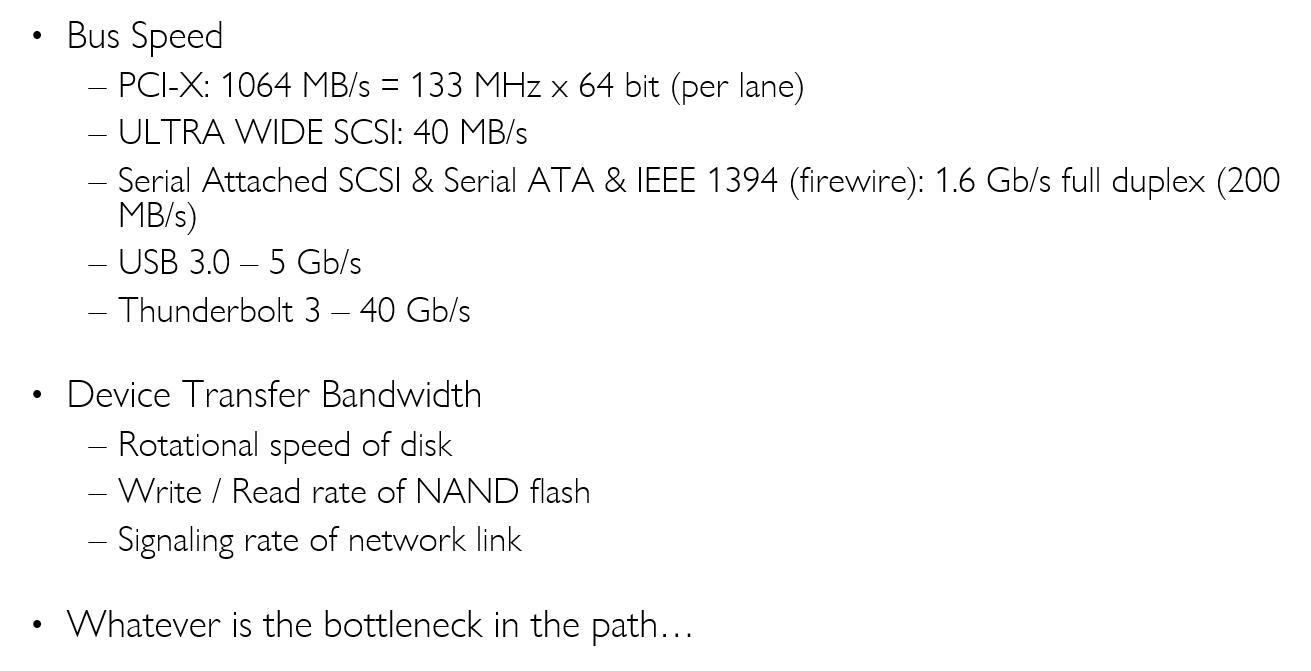 • Bus Speed
– PCI-X: 1064 MB/s = 133 MHz x 64 bit (per lane)
– ULTRA WIDE SCSI: 40 MB/s
– Serial Attached SCSI & Serial ATA & IEEE 1394 (firewire): 1.6 Gb/s full duplex (200
MB/s)
– USB 3.0 – 5 Gb/s
– Thunderbolt 3 – 40 Gb/s
• Device Transfer Bandwidth
– Rotational speed of disk
– Write / Read rate of NAND flash
– Signaling rate of network link
• Whatever is the bottleneck in the path…